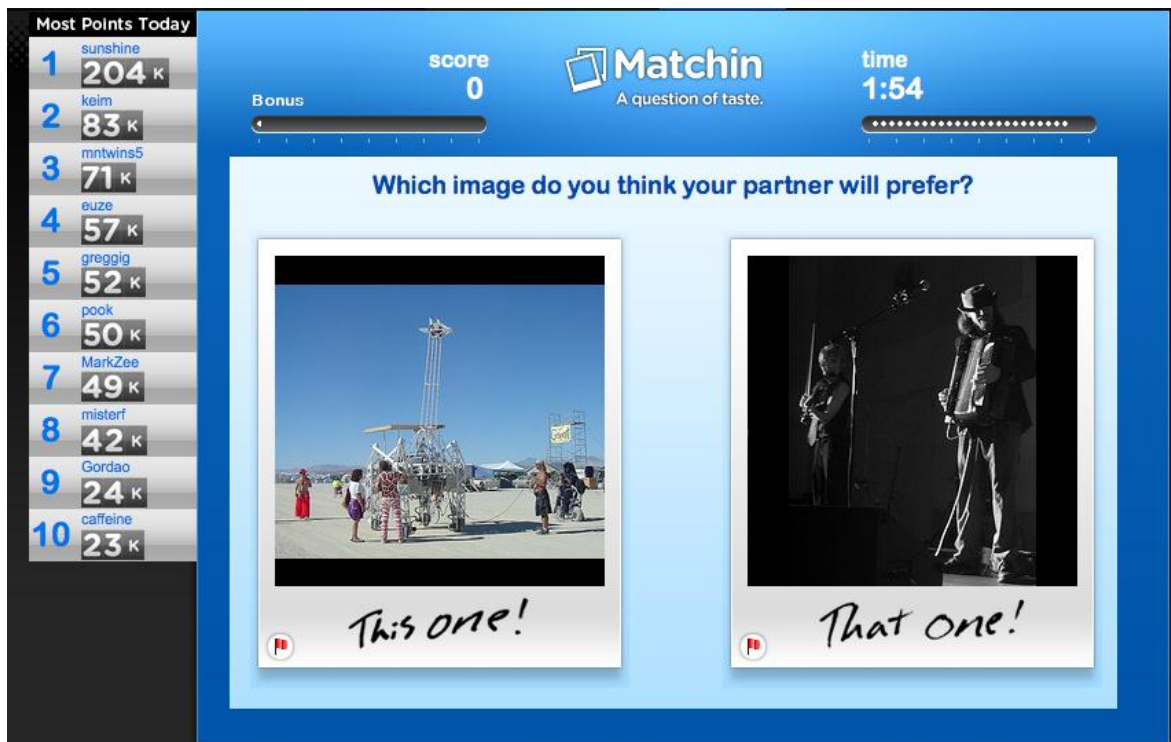 Most Points Today
1 sunshine
204 K
2 keim
83 K
3 mntwins5
71 K
4 euze
57 K
5 greggig
52 K
6 pook
50 K
7 MarkZee
49 K
8 misterf
42 K
9 Gordao
24 K
10 caffeine
23 K
Bonus
score
0
Matchin
A question of taste.
time
1:54
Which image do you think your partner will prefer?
This one!
That one!